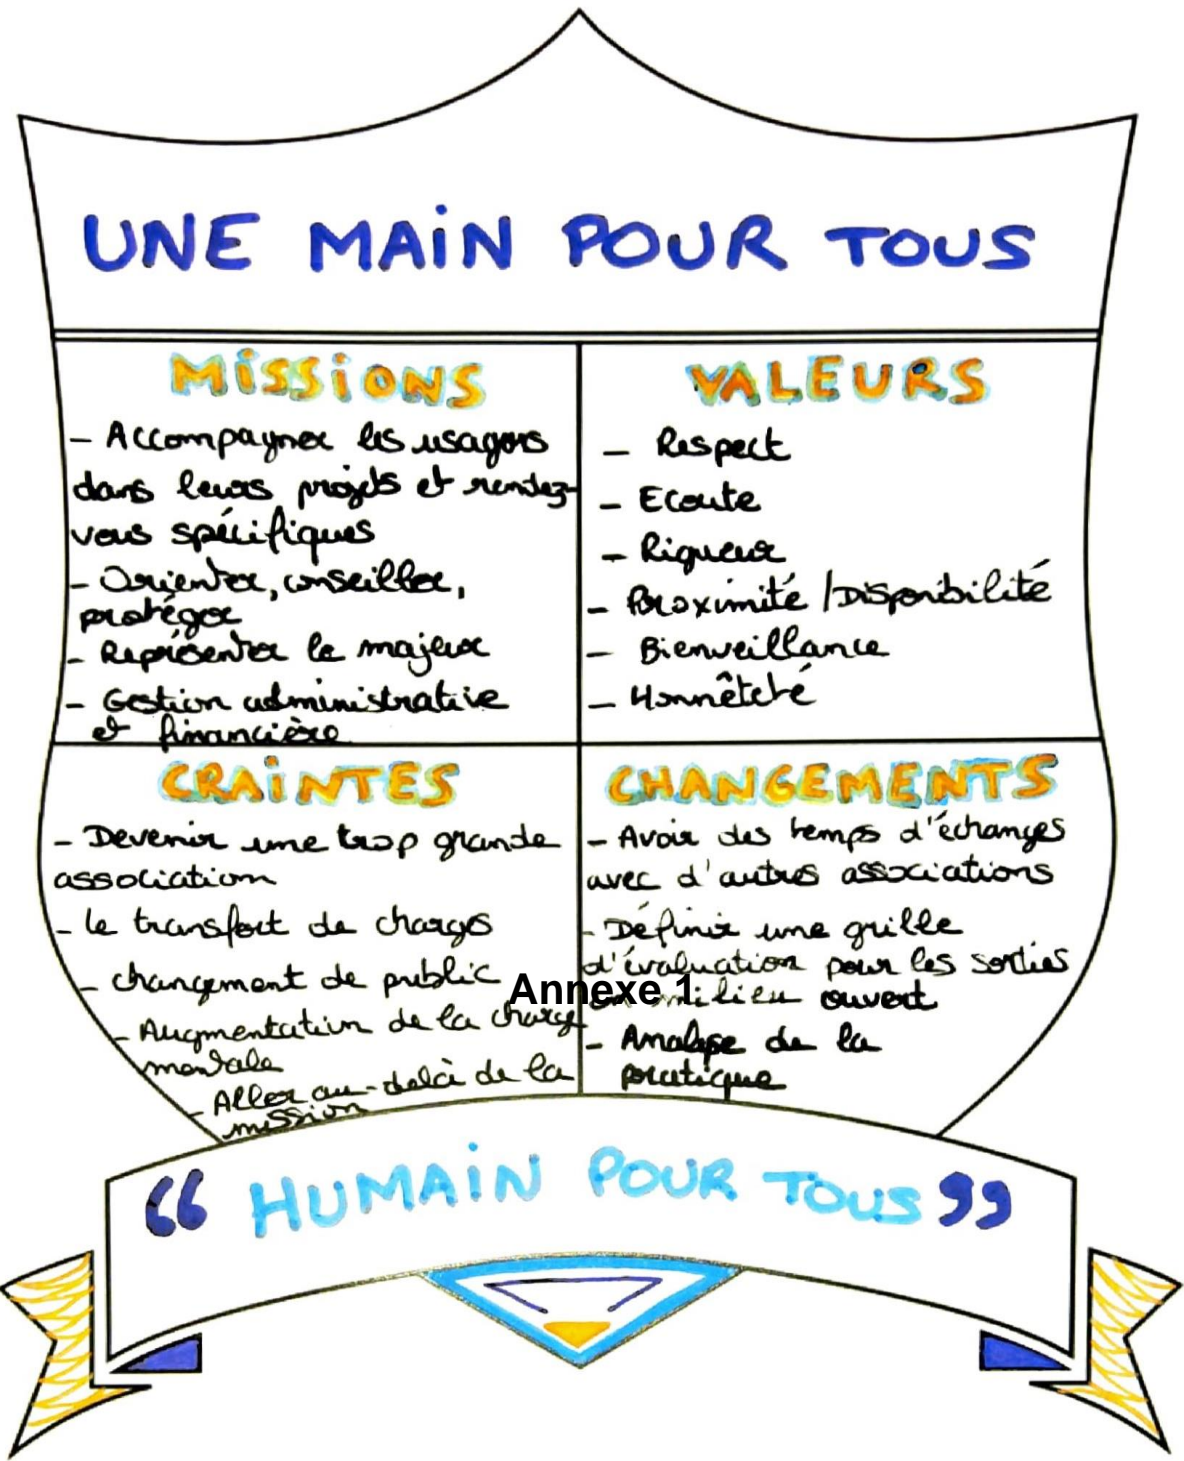 UNE MAIN POUR TOUS
MISSIONS
- Accompagner les usagers
dans leurs projets et rendez-
vous spécifiques
- Orienter, conseiller,
protéger
- Représenter le majeur
- Gestion administrative
et financière
VALEURS
- Respect
- Ecoute
- Rigueur
- Proximité / Disponibilité
- Bienveillance
- Honnêteté
CRAINTES
- Devenir une trop grande
association
- le transfert de charges
- changement de public
- Augmentation de la charge
mentale
- Aller au-delà de la
mission
CHANGEMENTS
- Avoir des temps d'échanges
avec d'autres associations
- Définir une grille
d'évaluation pour les sorties
en milieu ouvert
- Analyse de la
pratique
Annexe 1
“ HUMAIN POUR TOUS ”